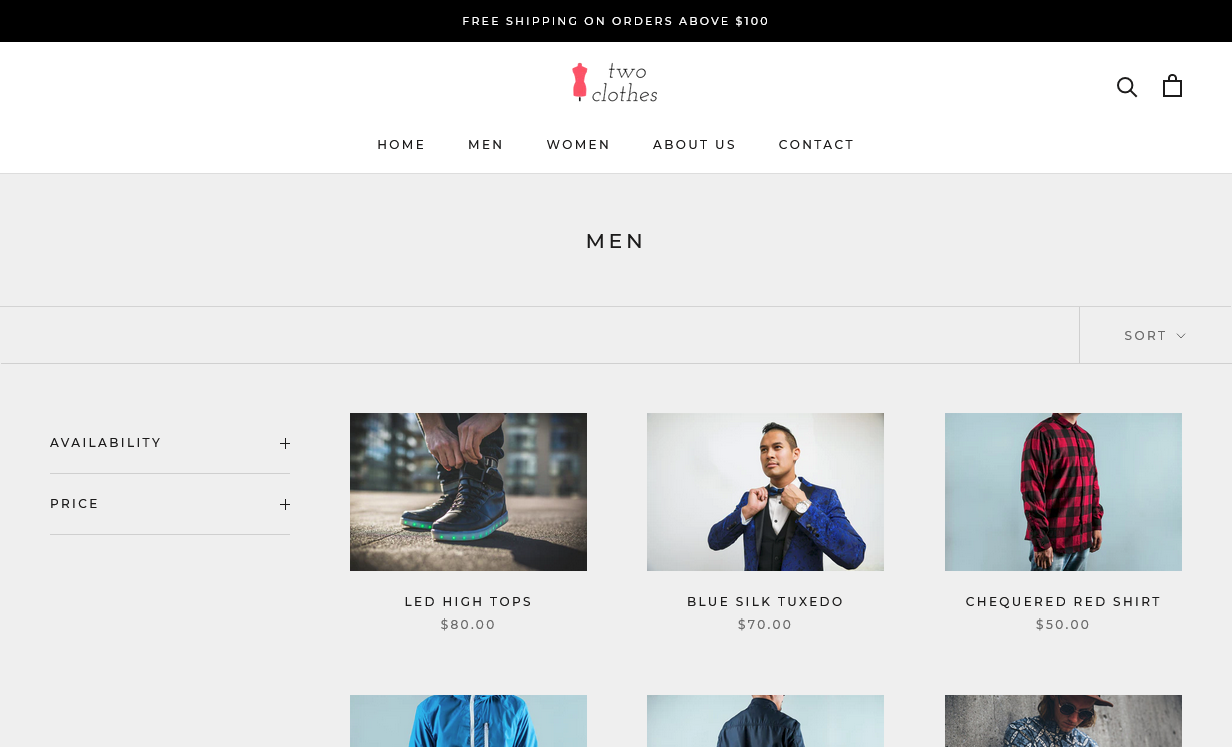 FREE SHIPPING ON ORDERS ABOVE $100
two
clothes
HOME MEN WOMEN ABOUT US CONTACT
MEN
SORT
AVAILABILITY
PRICE
LED HIGH TOPS
$80.00
BLUE SILK TUXEDO
$70.00
CHEQUERED RED SHIRT
$50.00